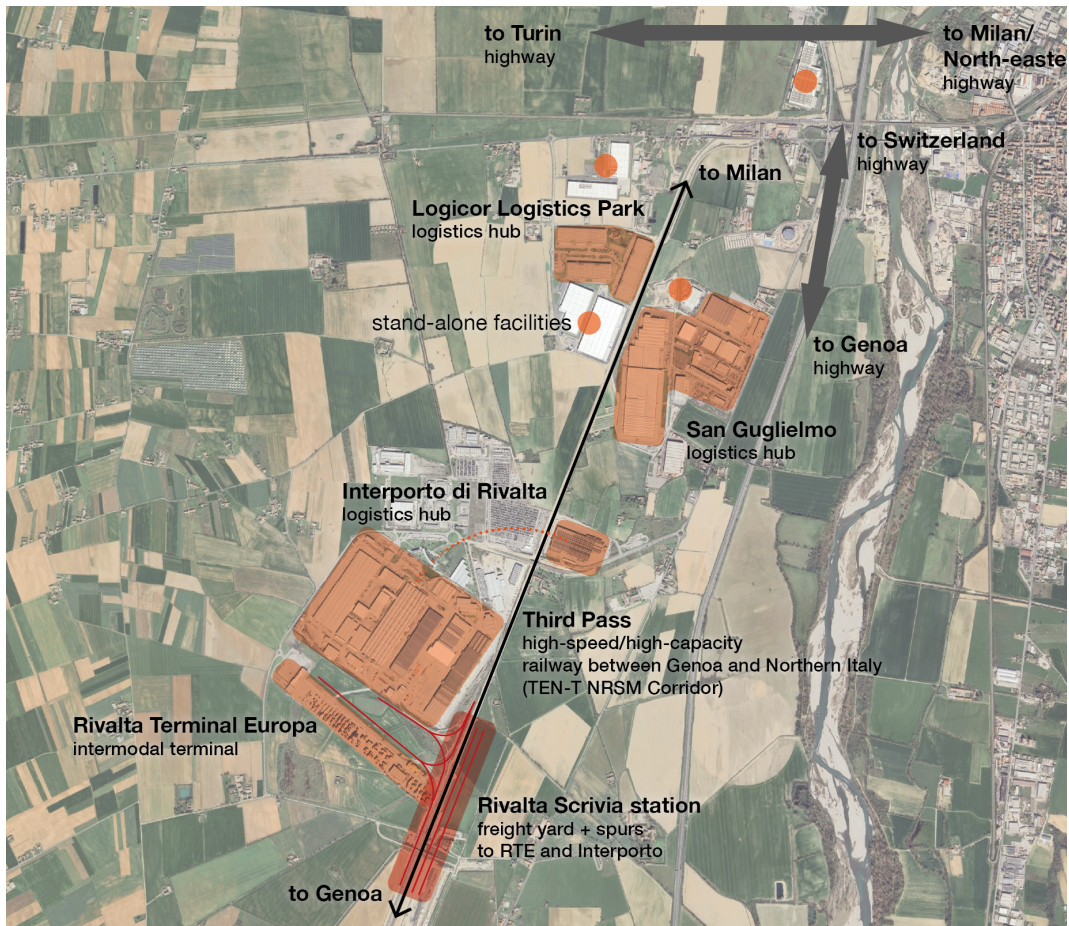 to Turin
highway
to Milan/
North-easte
highway
to Switzerland
highway
to Milan
Logicor Logistics Park
logistics hub
stand-alone facilities
to Genoa
highway
San Guglielmo
logistics hub
Interporto di Rivalta
logistics hub
Third Pass
high-speed/high-capacity
railway between Genoa and Northern Italy
(TEN-T NRSM Corridor)
Rivalta Terminal Europa
intermodal terminal
Rivalta Scrivia station
freight yard + spurs
to RTE and Interporto
to Genoa